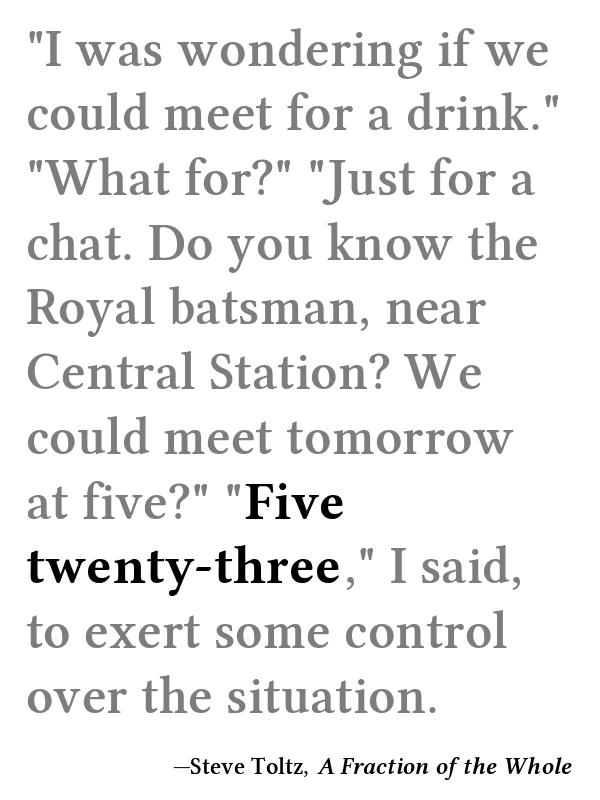 "I was wondering if we
could meet for a drink."
"What for?" "Just for a
chat. Do you know the
Royal batsman, near
Central Station? We
could meet tomorrow
at five?" "Five
twenty-three," I said,
to exert some control
over the situation.
—Steve Toltz, A Fraction of the Whole